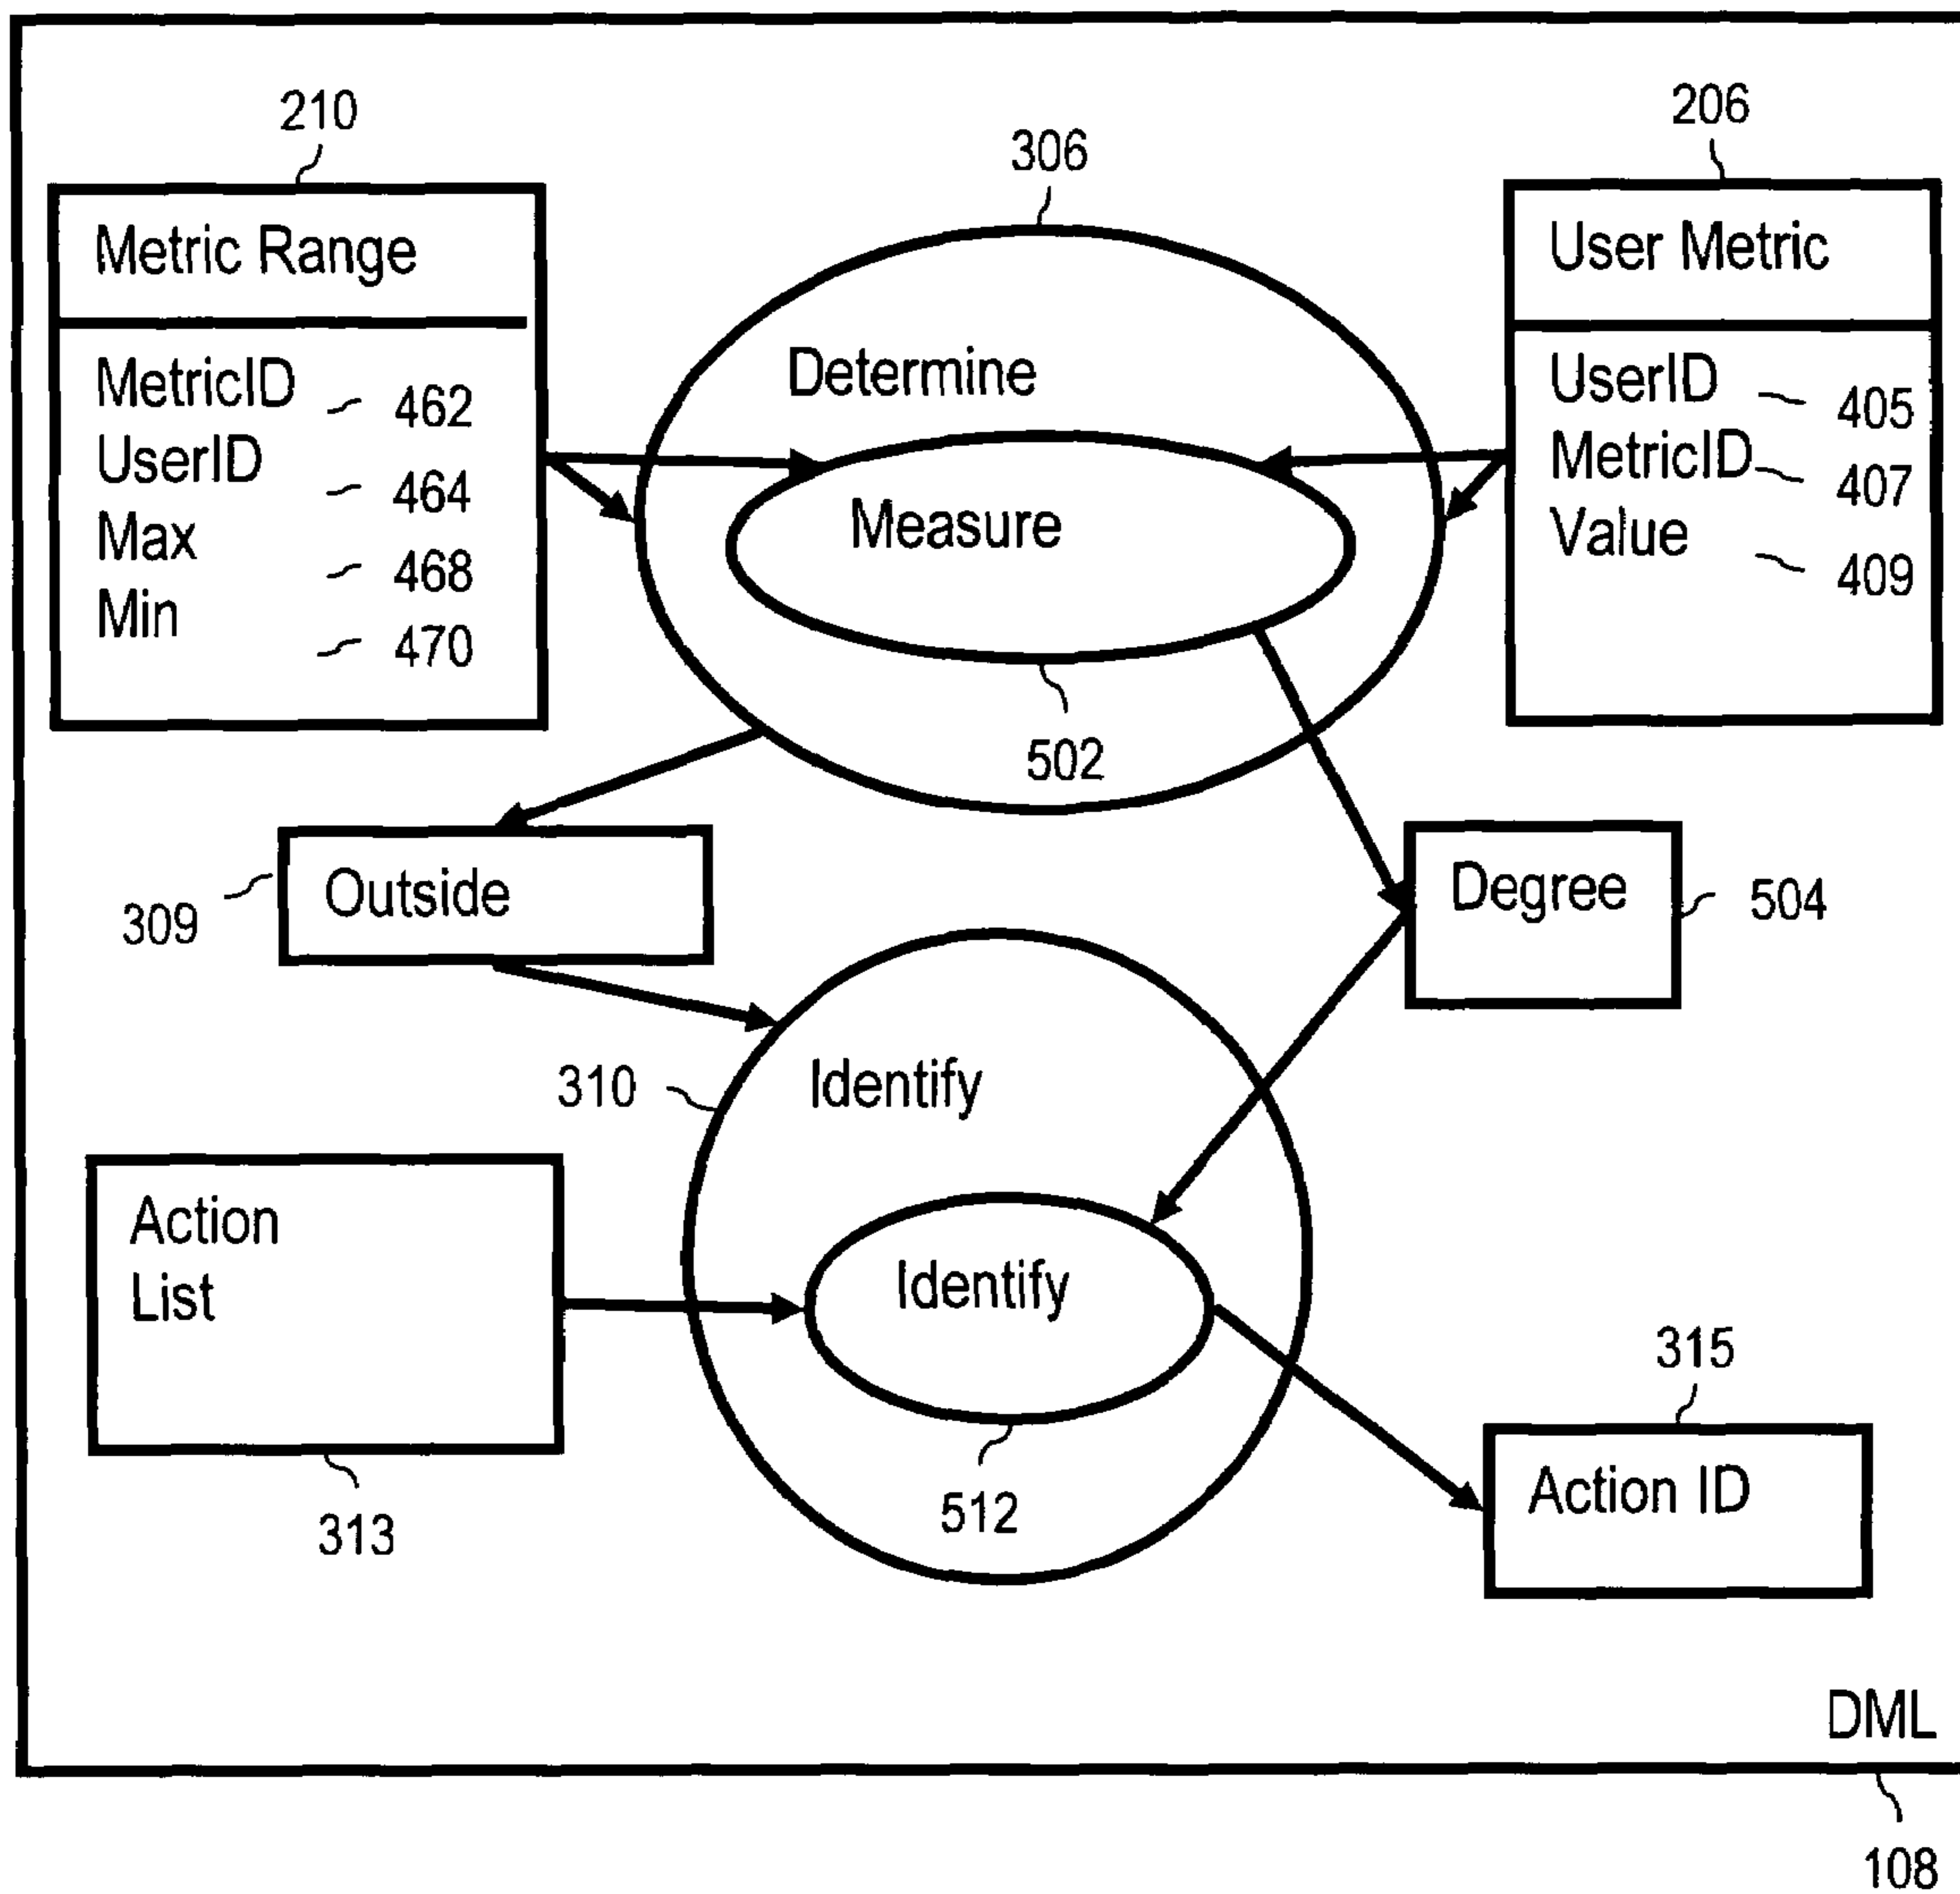 210
306
206
Metric Range
User Metric
Determine
MetricID
462
UserID
464
Max
468
Min
470
UserID
405
MetricID
407
Value
409
Measure
502
Outside
309
Degree
504
310
Identify
Action
List
313
Identify
512
315
Action ID
DML
108